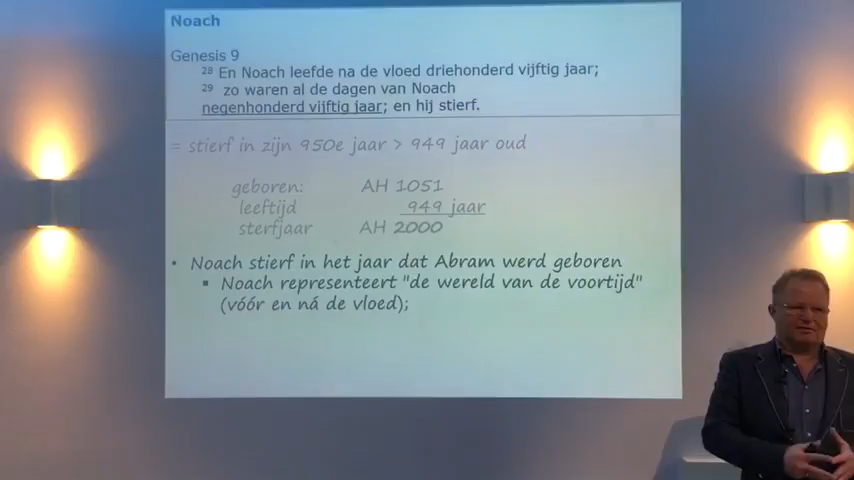 Noach
Genesis 9
28 En Noach leefde na de vloed driehonderd vijftig jaar;
29 zo waren al de dagen van Noach
negenhonderd vijftig jaar; en hij stierf.
= stierf in zijn 950e jaar > 949 jaar oud
geboren: AH 1051
leeftijd 949 jaar
sterfjaar AH 2000
• Noach stierf in het jaar dat Abram werd geboren
▪ Noach representeert "de wereld van de voortijd"
(vóór en ná de vloed);